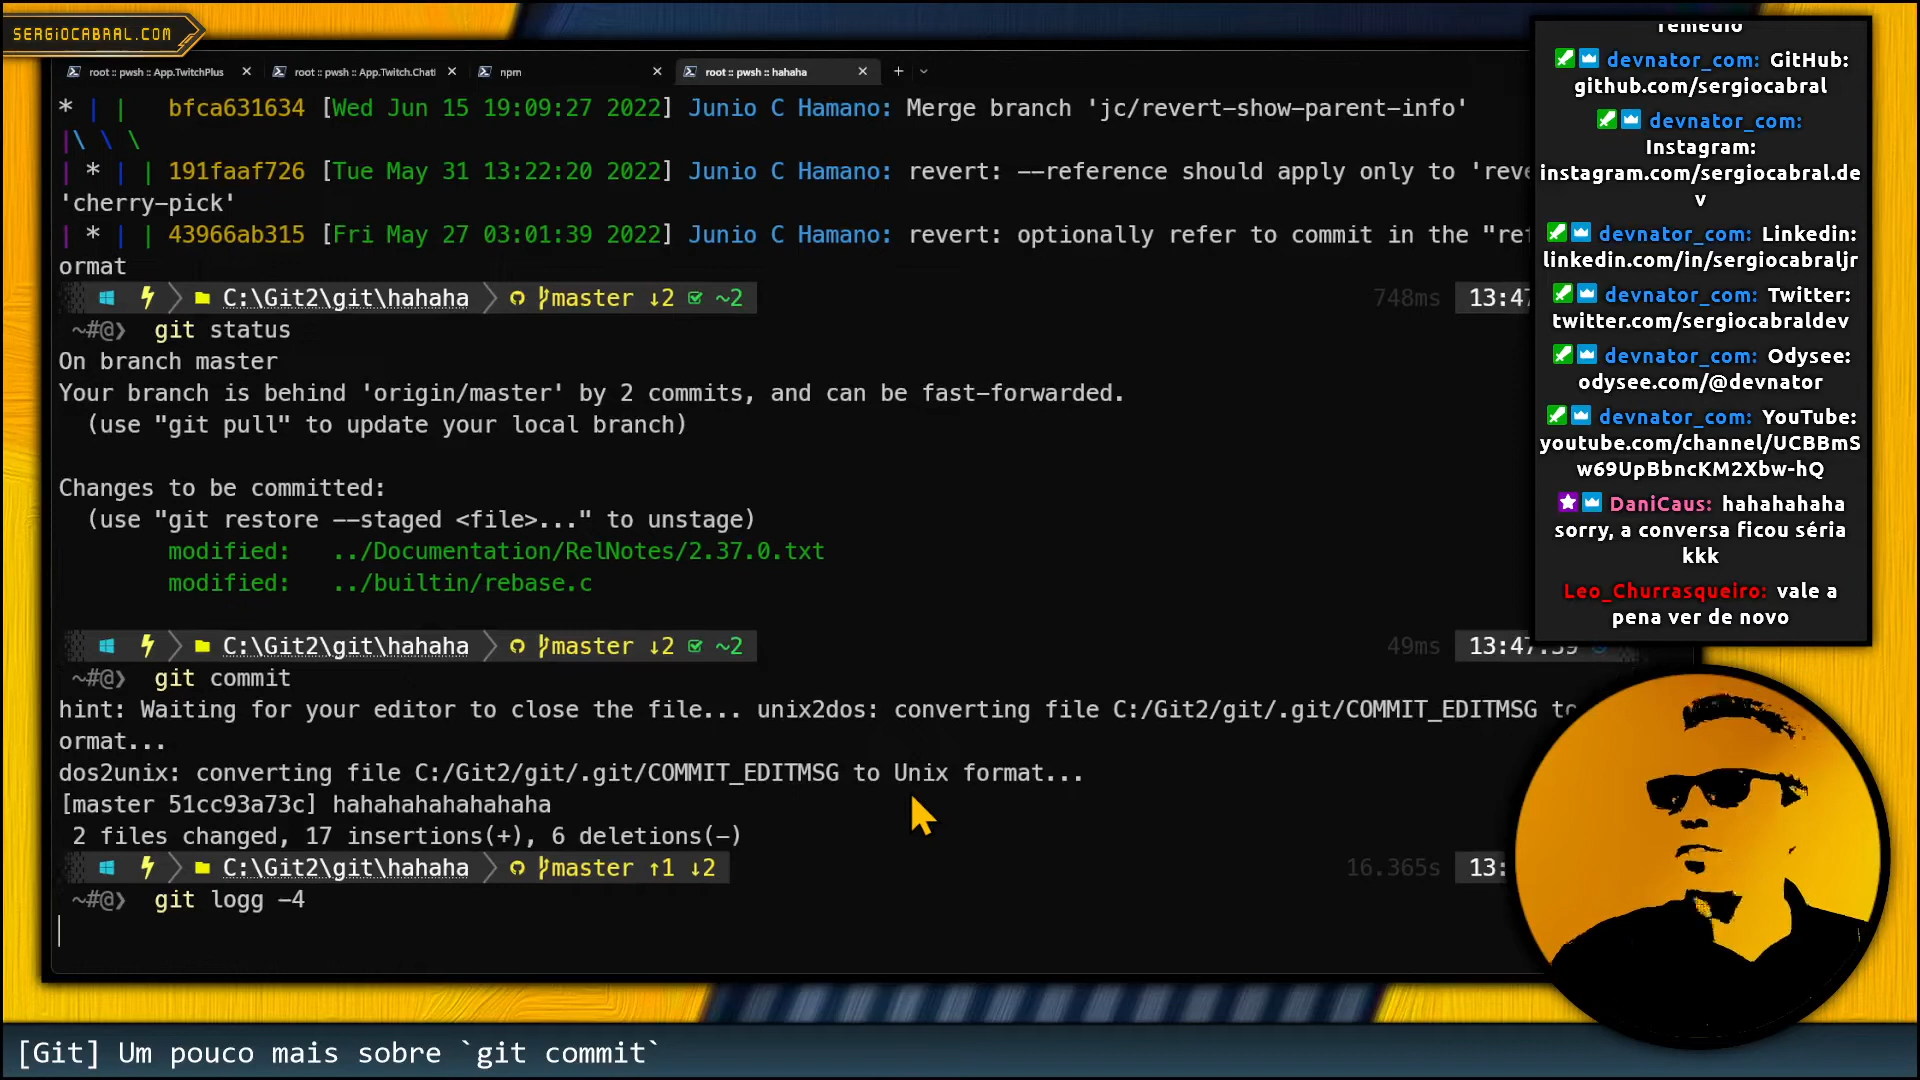 SERGIOCABRAL.COM
root :: pwsh :: App.TwitchPlus
root :: pwsh :: App.Twitch.Chat
npm
root :: pwsh :: hahaha
* | | bfca631634 [Wed Jun 15 19:09:27 2022] Junio C Hamano: Merge branch 'jc/revert-show-parent-info'
|\ \ \
| * | | 191faaf726 [Tue May 31 13:22:20 2022] Junio C Hamano: revert: --reference should apply only to 'reve
'cherry-pick'
| * | | 43966ab315 [Fri May 27 03:01:39 2022] Junio C Hamano: revert: optionally refer to commit in the "ref
ormat
C:\Git2\git\hahaha master ↓2 ~2 748ms 13:47
~#@❯ git status
On branch master
Your branch is behind 'origin/master' by 2 commits, and can be fast-forwarded.
(use "git pull" to update your local branch)
Changes to be committed:
(use "git restore --staged <file>..." to unstage)
modified: ../Documentation/RelNotes/2.37.0.txt
modified: ../builtin/rebase.c
C:\Git2\git\hahaha master ↓2 ~2 49ms 13:47:59
~#@❯ git commit
hint: Waiting for your editor to close the file... unix2dos: converting file C:/Git2/git/.git/COMMIT_EDITMSG to
ormat...
dos2unix: converting file C:/Git2/git/.git/COMMIT_EDITMSG to Unix format...
[master 51cc93a73c] hahahahahahahaha
2 files changed, 17 insertions(+), 6 deletions(-)
C:\Git2\git\hahaha master ↑1 ↓2 16.365s 13:
~#@❯ git logg -4
remedio
devnator_com: GitHub:
github.com/sergiocabral
devnator_com:
Instagram:
instagram.com/sergiocabral.de
v
devnator_com: Linkedin:
linkedin.com/in/sergiocabraljr
devnator_com: Twitter:
twitter.com/sergiocabraldev
devnator_com: Odysee:
odysee.com/@devnator
devnator_com: YouTube:
youtube.com/channel/UCBBmS
w69UpBbncKM2Xbw-hQ
DaniCaus: hahahahaha
sorry, a conversa ficou séria
kkk
Leo_Churrasqueiro: vale a
pena ver de novo
[Git] Um pouco mais sobre `git commit`